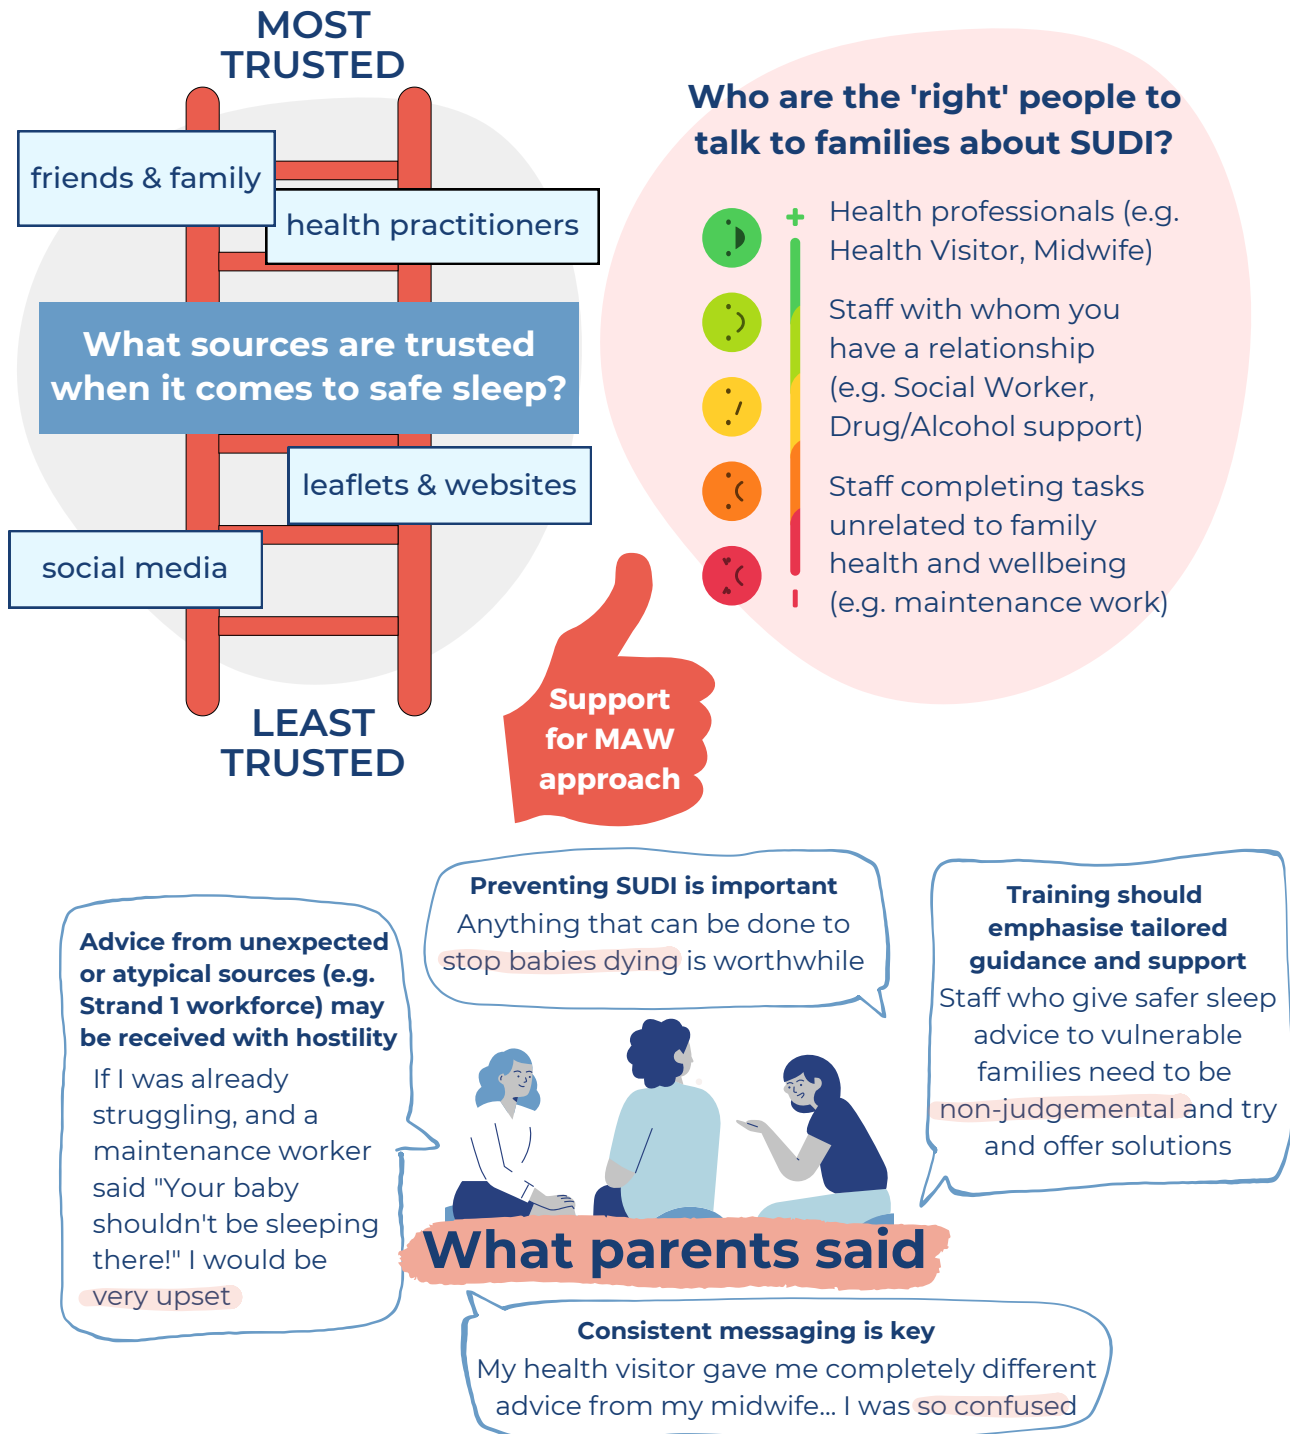 MOST
TRUSTED
friends & family
health practitioners
What sources are trusted
when it comes to safe sleep?
leaflets & websites
social media
LEAST
TRUSTED
Who are the 'right' people to
talk to families about SUDI?
Health professionals (e.g.
Health Visitor, Midwife)
Staff with whom you
have a relationship
(e.g. Social Worker,
Drug/Alcohol support)
Staff completing tasks
unrelated to family
health and wellbeing
(e.g. maintenance work)
Support
for MAW
approach
Advice from unexpected
or atypical sources (e.g.
Strand 1 workforce) may
be received with hostility
If I was already
struggling, and a
maintenance worker
said "Your baby
shouldn't be sleeping
there!" I would be
very upset
Preventing SUDI is important
Anything that can be done to
stop babies dying is worthwhile
Training should
emphasise tailored
guidance and support
Staff who give safer sleep
advice to vulnerable
families need to be
non-judgemental and try
and offer solutions
What parents said
Consistent messaging is key
My health visitor gave me completely different
advice from my midwife... I was so confused